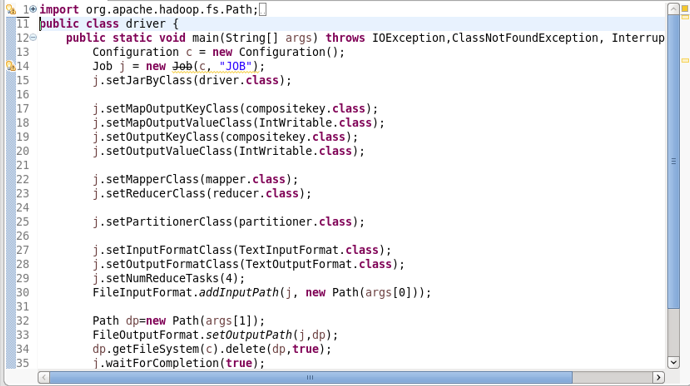 1 import org.apache.hadoop.fs.Path;
11 public class driver {
12 public static void main(String[] args) throws IOException,ClassNotFoundException, Interrup
13 Configuration c = new Configuration();
14 Job j = new Job(c, "JOB");
15 j.setJarByClass(driver.class);
16
17 j.setMapOutputKeyClass(compositekey.class);
18 j.setMapOutputValueClass(IntWritable.class);
19 j.setOutputKeyClass(compositekey.class);
20 j.setOutputValueClass(IntWritable.class);
21
22 j.setMapperClass(mapper.class);
23 j.setReducerClass(reducer.class);
24
25 j.setPartitionerClass(partitioner.class);
26
27 j.setInputFormatClass(TextInputFormat.class);
28 j.setOutputFormatClass(TextOutputFormat.class);
29 j.setNumReduceTasks(4);
30 FileInputFormat.addInputPath(j, new Path(args[0]));
31
32 Path dp=new Path(args[1]);
33 FileOutputFormat.setOutputPath(j,dp);
34 dp.getFileSystem(c).delete(dp,true);
35 j.waitForCompletion(true);